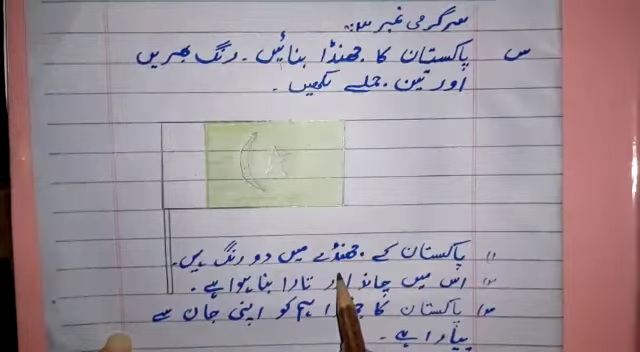 سرگرمی نمبر ۳:
س پاکستان کا جھنڈا بنائیں۔ رنگ بھریں
اور تین جملے لکھیں۔
(۱ پاکستان کے جھنڈے میں دو رنگ ہیں۔
(۲ اس میں چاند اور تارا بنا ہوا ہے۔
(۳ پاکستان کا ہم کو اپنی جان سے
پیارا ہے۔